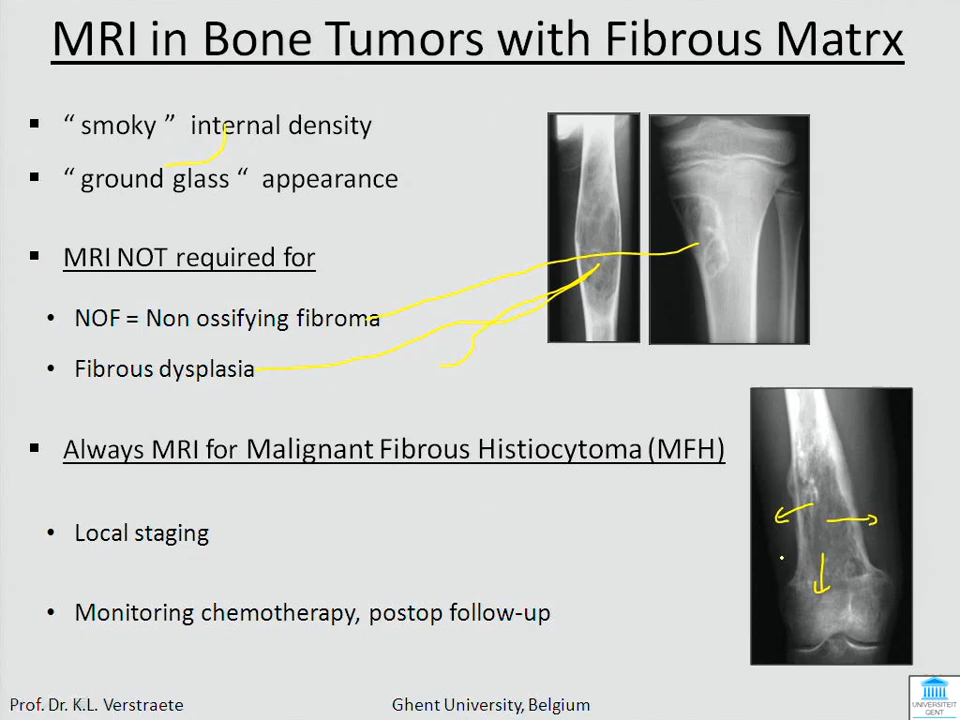 MRI in Bone Tumors with Fibrous Matrx
▪ “ smoky ” internal density
▪ “ ground glass “ appearance
▪ MRI NOT required for
• NOF = Non ossifying fibroma
• Fibrous dysplasia
▪ Always MRI for Malignant Fibrous Histiocytoma (MFH)
• Local staging
• Monitoring chemotherapy, postop follow-up
Prof. Dr. K.L. Verstraete
Ghent University, Belgium
UNIVERSITEIT
GENT